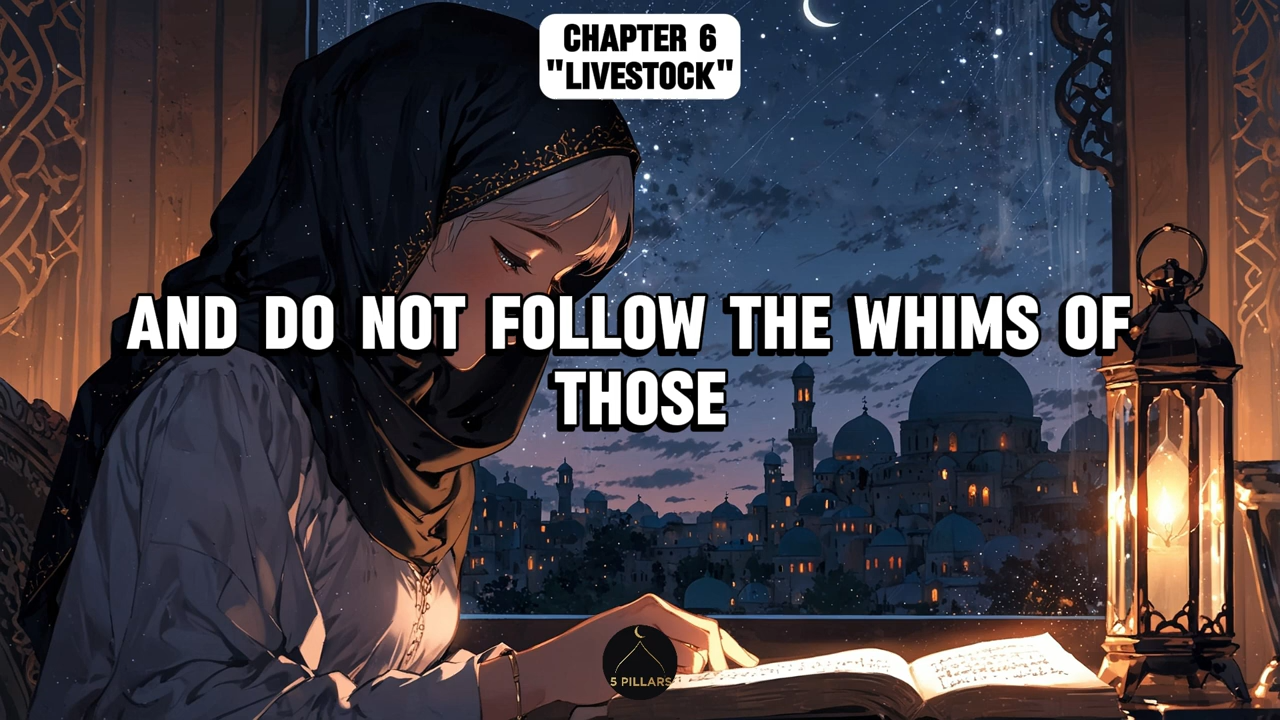 CHAPTER 6
"LIVESTOCK"
AND DO NOT FOLLOW THE WHIMS OF
THOSE
5 PILLARS